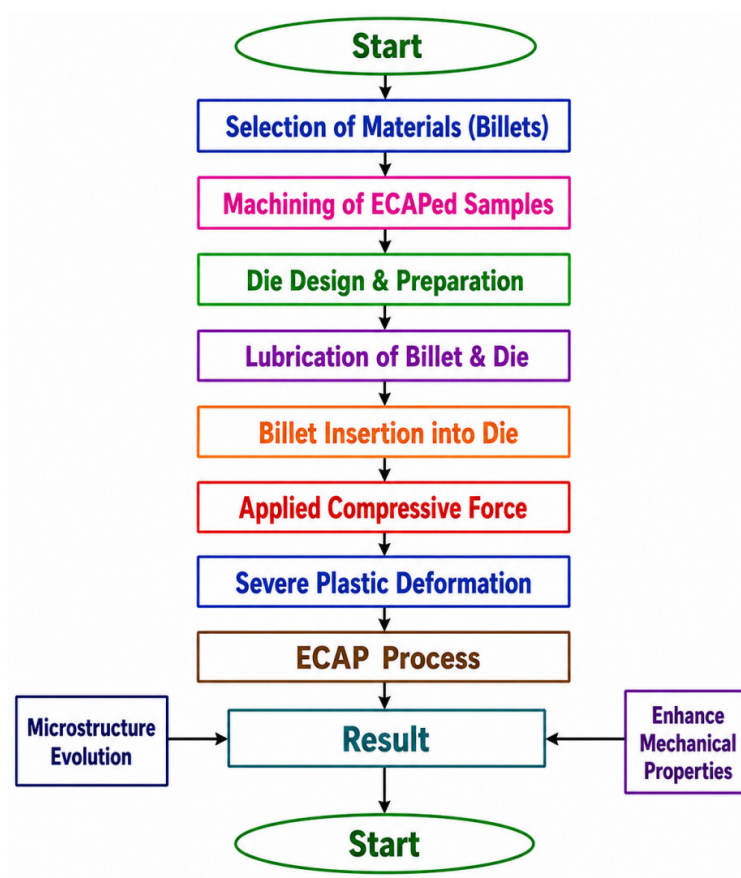 Start
Selection of Materials (Billets)
Machining of ECAPed Samples
Die Design & Preparation
Lubrication of Billet & Die
Billet Insertion into Die
Applied Compressive Force
Severe Plastic Deformation
ECAP Process
Microstructure
Evolution
Result
Enhance
Mechanical
Properties
Start